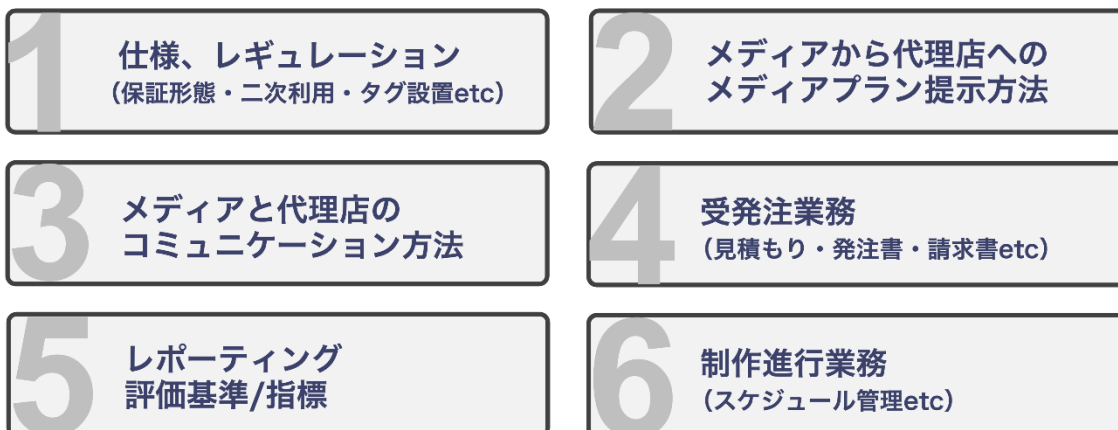 1
仕様、レギュレーション
（保証形態・二次利用・タグ設置etc）
2
メディアから代理店への
メディアプラン提示方法
3
メディアと代理店の
コミュニケーション方法
4
受発注業務
（見積もり・発注書・請求書etc）
5
レポーティング
評価基準/指標
6
制作進行業務
（スケジュール管理etc）